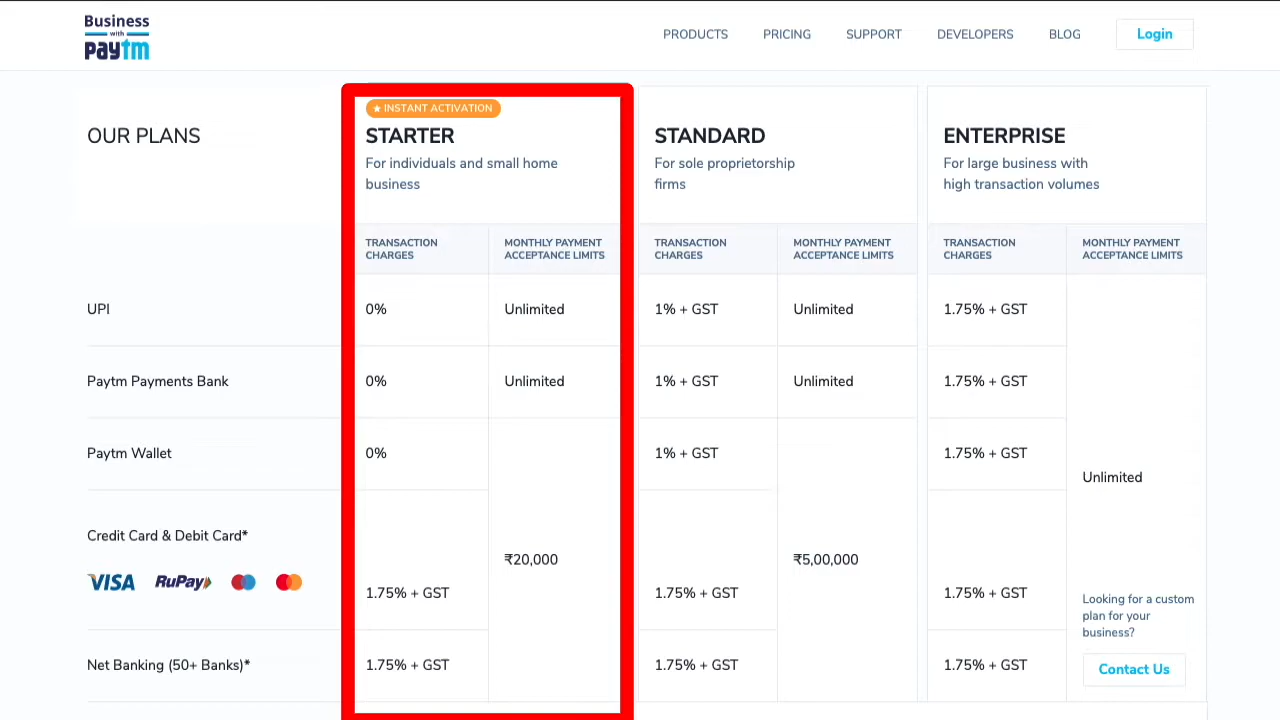 Business
with
paytm
PRODUCTS
PRICING
SUPPORT
DEVELOPERS
BLOG
Login
OUR PLANS
INSTANT ACTIVATION
STARTER
For individuals and small home
business
STANDARD
For sole proprietorship
firms
ENTERPRISE
For large business with
high transaction volumes
TRANSACTION
CHARGES
MONTHLY PAYMENT
ACCEPTANCE LIMITS
TRANSACTION
CHARGES
MONTHLY PAYMENT
ACCEPTANCE LIMITS
TRANSACTION
CHARGES
MONTHLY PAYMENT
ACCEPTANCE LIMITS
UPI
0%
Unlimited
1% + GST
Unlimited
1.75% + GST
Paytm Payments Bank
0%
Unlimited
1% + GST
Unlimited
1.75% + GST
Paytm Wallet
0%
1% + GST
1.75% + GST
Unlimited
Credit Card & Debit Card*
VISA
RuPay
₹20,000
₹5,00,000
1.75% + GST
1.75% + GST
1.75% + GST
Looking for a custom
plan for your
business?
Net Banking (50+ Banks)*
1.75% + GST
1.75% + GST
1.75% + GST
Contact Us